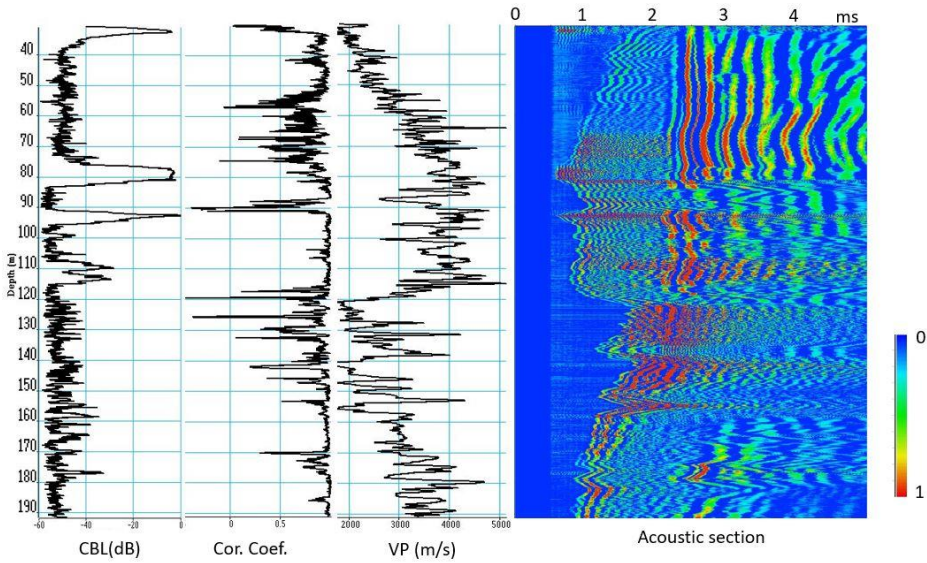 0 1 2 3 4 ms
40
50
60
70
80
90
100
110
120
130
140
150
160
170
180
190
Depth (m)
-60 -40 -20 0
0 0.5
2000 3000 4000 5000
0
1
CBL(dB)
Cor. Coef.
VP (m/s)
Acoustic section